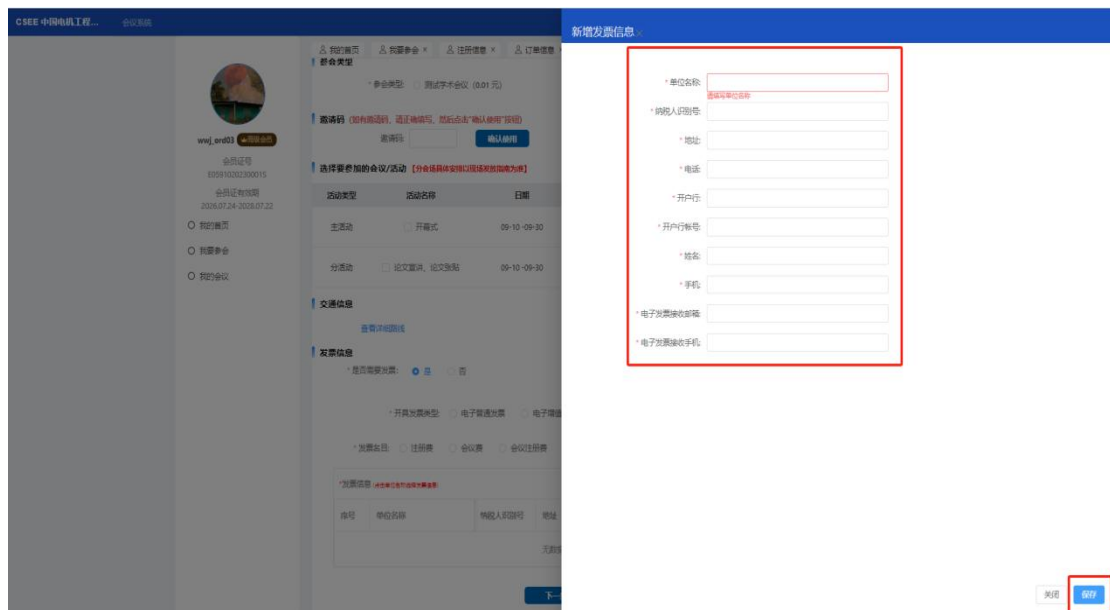 CSEE 中国电机工程... 会议系统
新增发票信息 ×
我的首页 我要参会 × 注册信息 × 订单信息
参会类型
*参会类型: 测试学术会议 (0.01 元)
邀请码 (如有邀请码, 请正确填写, 然后点击"确认使用"按钮)
邀请码 确认使用
选择要参加的会议/活动 【分会场具体安排以现场发放指南为准】
活动类型 活动名称 日期
主活动 开幕式 09-10 -09-30
分活动 论文宣讲、论文张贴 09-10 -09-30
交通信息
查看详细路线
发票信息
*是否需要发票: 是 否
*开具发票类型: 电子普通发票 电子增值
*发票名目: 注册费 会议费 会议注册费
*发票信息
序号 单位名称 纳税人识别号 地址
无数据
下一
wwj_ord03
会员证号
E05910202300015
会员证有效期
2026.07.24-2028.07.22
我的首页
我要参会
我的会议
*单位名称:
请填写单位名称
*纳税人识别号:
*地址:
*电话:
*开户行:
*开户行帐号:
*姓名:
*手机:
*电子发票接收邮箱:
*电子发票接收手机:
关闭 保存